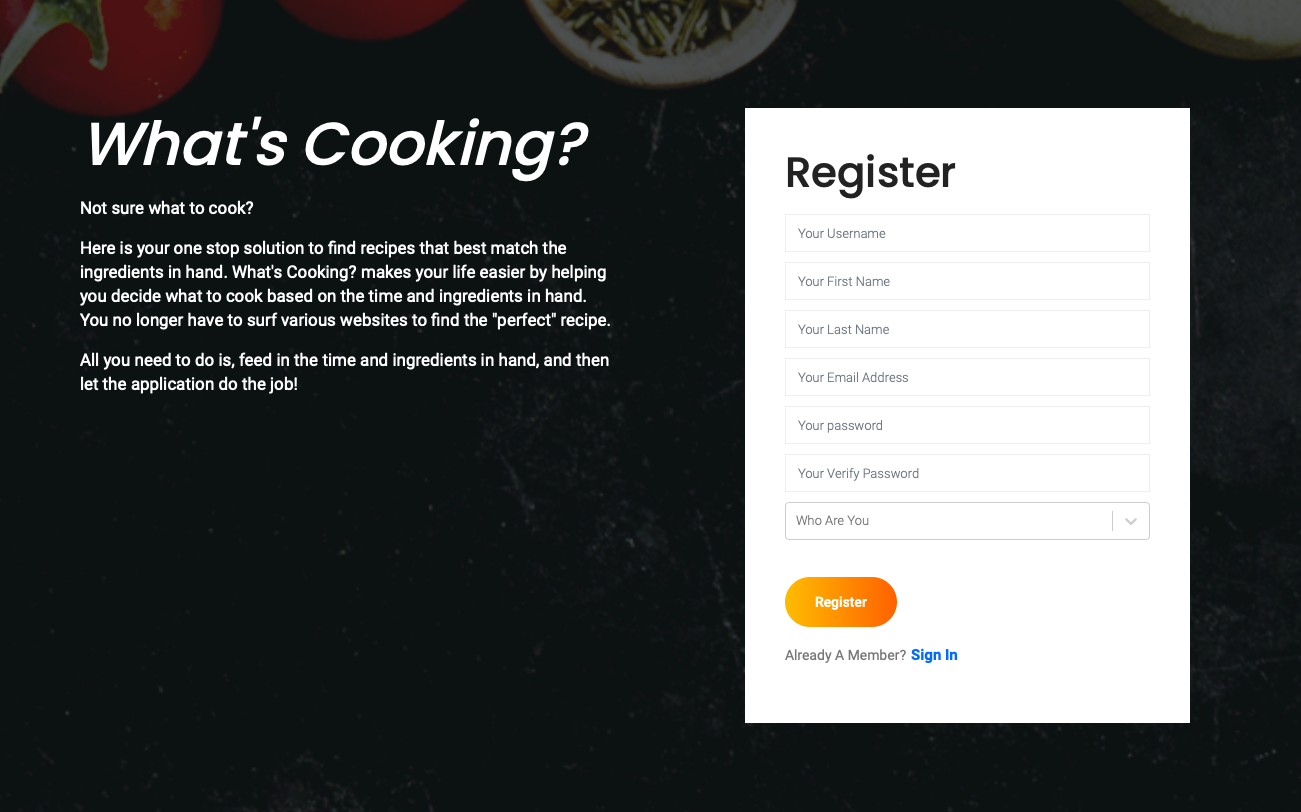 What's Cooking?
Not sure what to cook?
Here is your one stop solution to find recipes that best match the
ingredients in hand. What's Cooking? makes your life easier by helping
you decide what to cook based on the time and ingredients in hand.
You no longer have to surf various websites to find the "perfect" recipe.
All you need to do is, feed in the time and ingredients in hand, and then
let the application do the job!
Register
Your Username
Your First Name
Your Last Name
Your Email Address
Your password
Your Verify Password
Who Are You
Register
Already A Member? Sign In